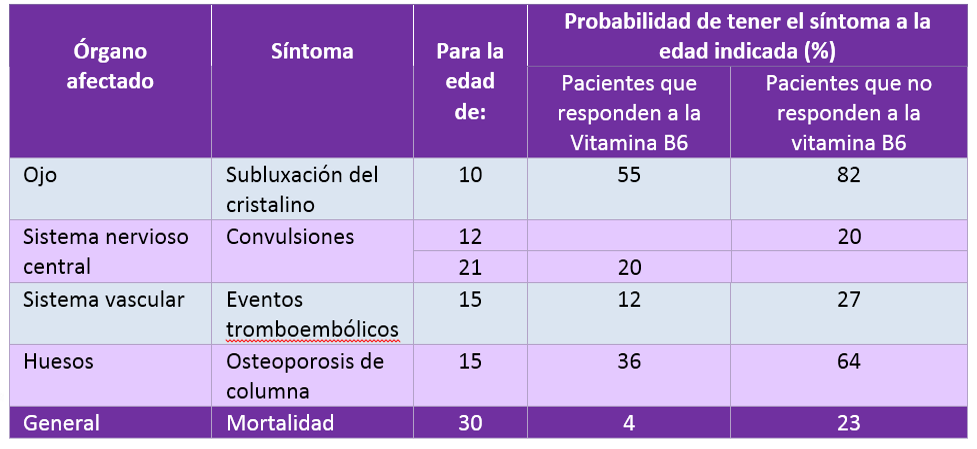 Órgano afectado
Síntoma
Para la edad de:
Probabilidad de tener el síntoma a la edad indicada (%)
Pacientes que responden a la Vitamina B6
Pacientes que no responden a la vitamina B6
Ojo
Subluxación del cristalino
10
55
82
Sistema nervioso central
Convulsiones
12
20
21
20
Sistema vascular
Eventos tromboembólicos
15
12
27
Huesos
Osteoporosis de columna
15
36
64
General
Mortalidad
30
4
23